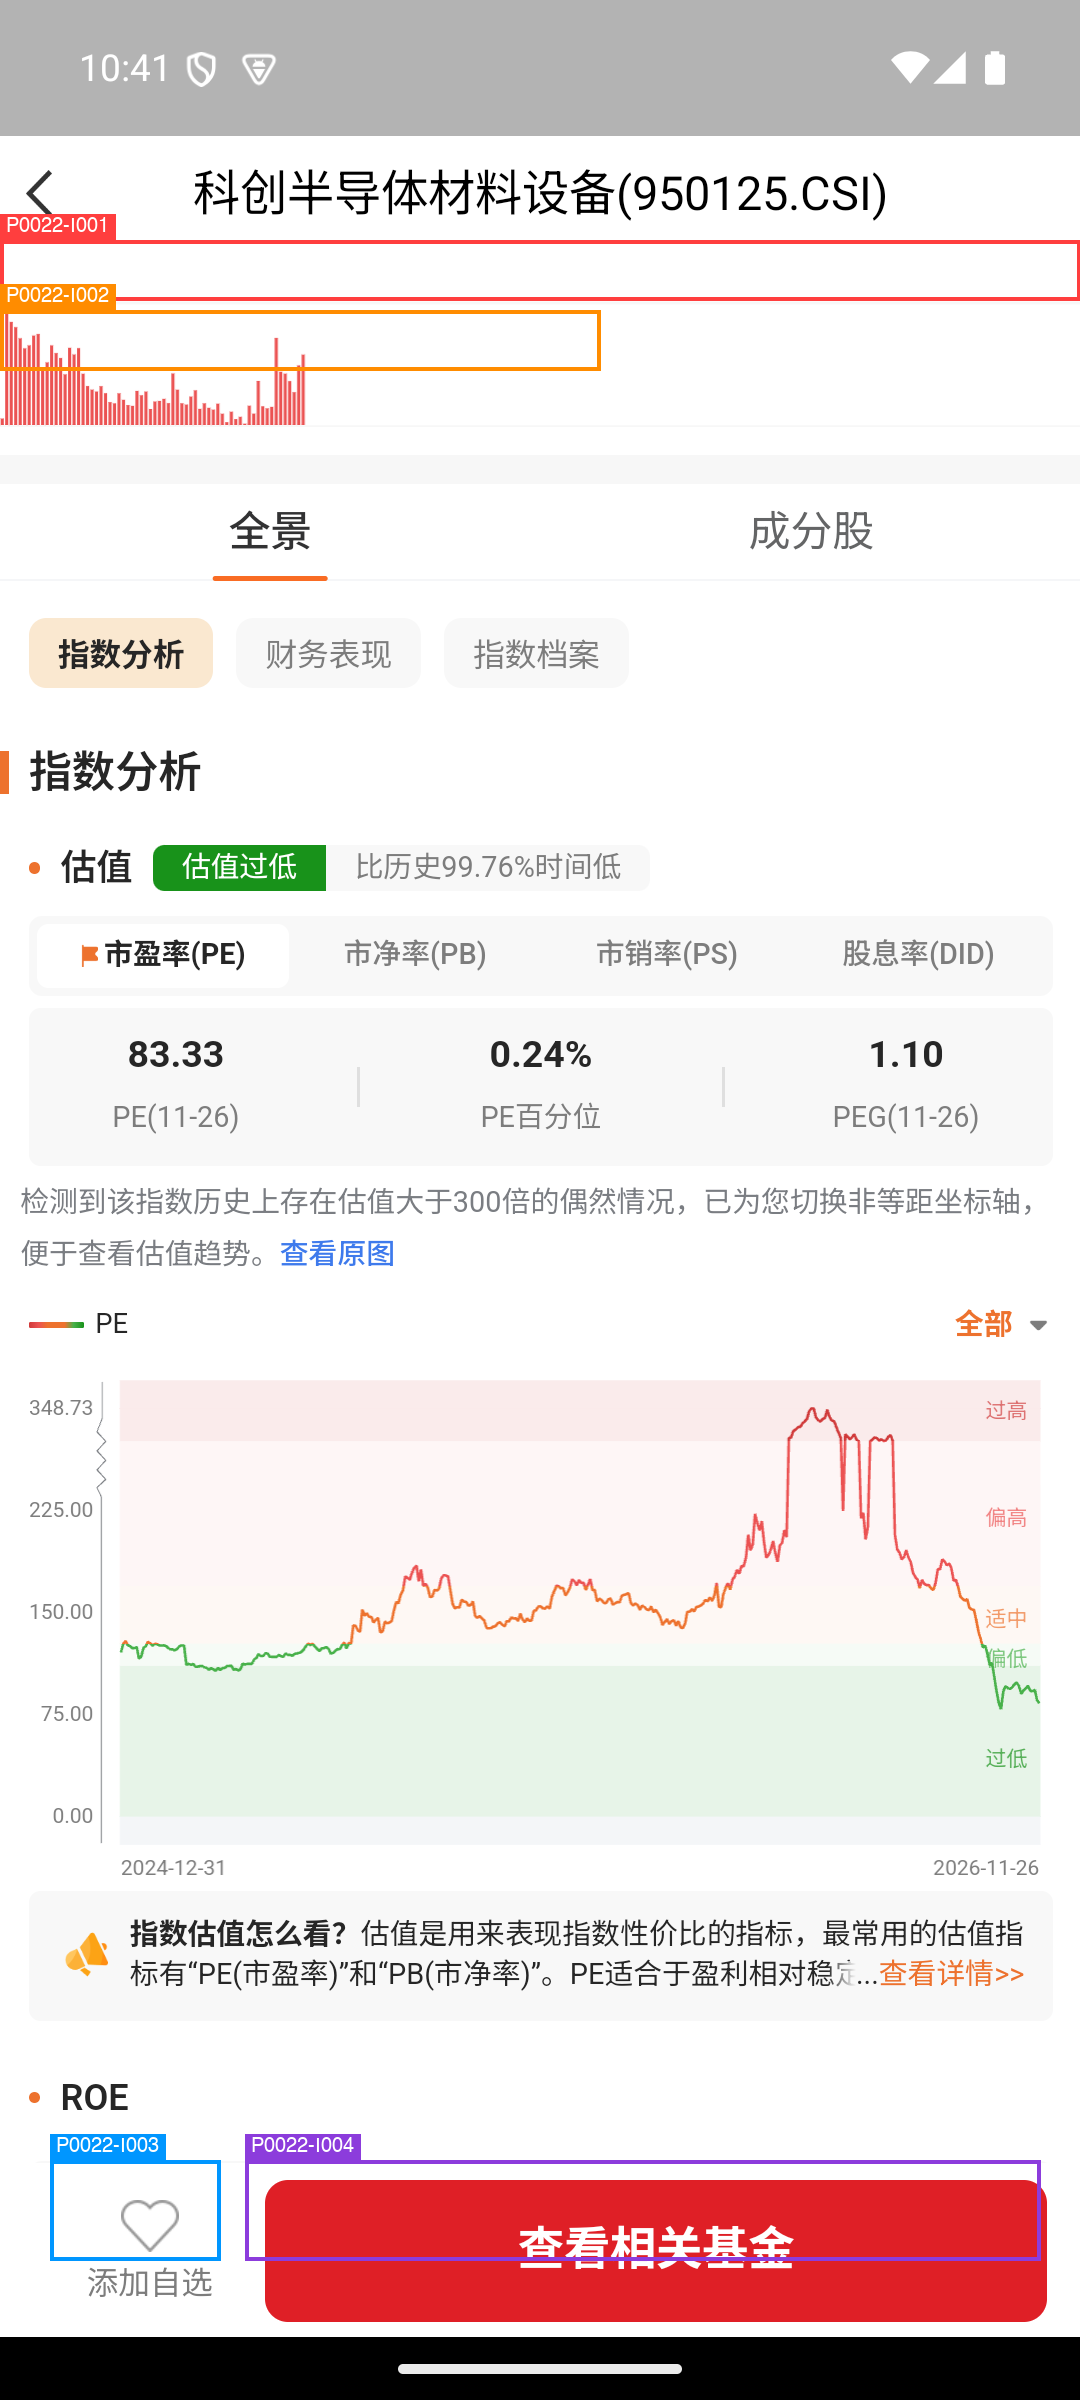 10:41
科创半导体材料设备(950125.CSI)
P0022-I001
P0022-I002
全景 成分股
指数分析 财务表现 指数档案
指数分析
估值 估值过低 比历史99.76%时间低
市盈率(PE) 市净率(PB) 市销率(PS) 股息率(DID)
83.33 0.24% 1.10
PE(11-26) PE百分位 PEG(11-26)
检测到该指数历史上存在估值大于300倍的偶然情况，已为您切换非等距坐标轴，
便于查看估值趋势。查看原图
PE 全部
348.73 过高
225.00 偏高
150.00 适中
偏低
75.00
过低
0.00
2024-12-31 2026-11-26
指数估值怎么看？估值是用来表现指数性价比的指标，最常用的估值指
标有“PE(市盈率)”和“PB(市净率)”。PE适合于盈利相对稳定...查看详情>>
ROE
P0022-I003 P0022-I004
查看相关基金
添加自选